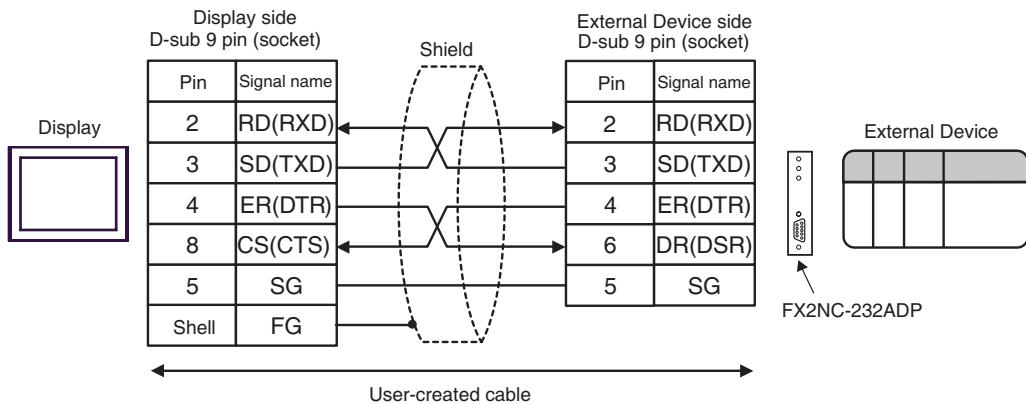 Display side
D-sub 9 pin (socket)
Shield
External Device side
D-sub 9 pin (socket)
Pin Signal name
2 RD(RXD)
3 SD(TXD)
4 ER(DTR)
8 CS(CTS)
5 SG
Shell FG
Pin Signal name
2 RD(RXD)
3 SD(TXD)
4 ER(DTR)
6 DR(DSR)
5 SG
Display
External Device
FX2NC-232ADP
User-created cable